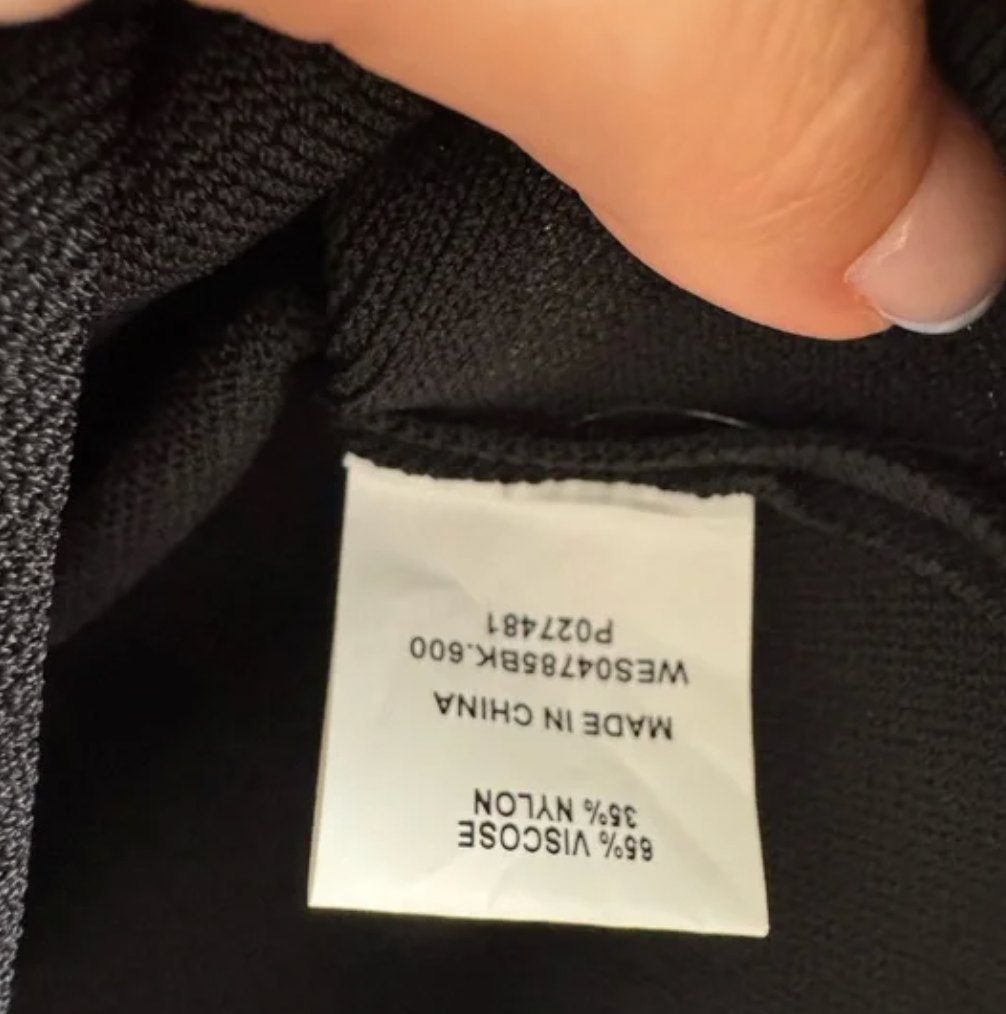 65% VISCOSE
35% NYLON
MADE IN CHINA
WES04785BK.600
P027481